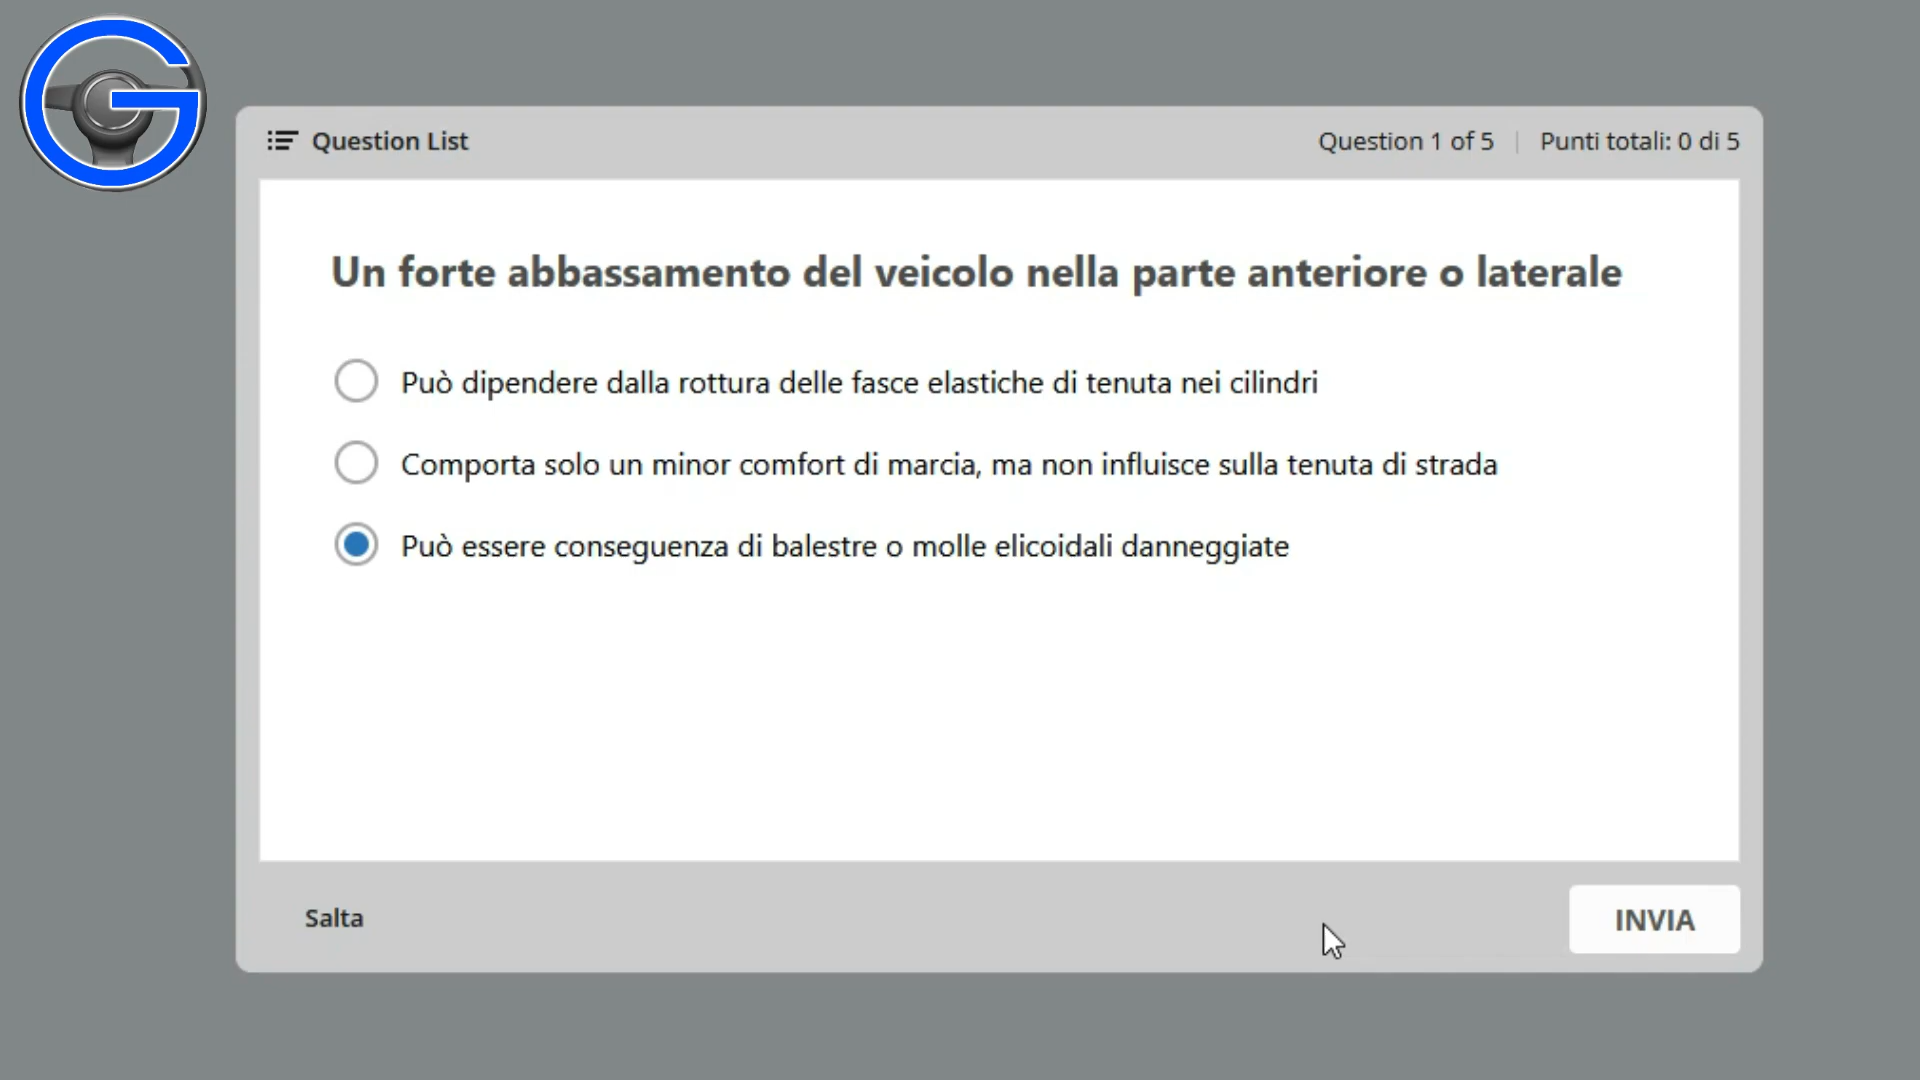 G
Question List
Question 1 of 5 | Punti totali: 0 di 5
Un forte abbassamento del veicolo nella parte anteriore o laterale
Può dipendere dalla rottura delle fasce elastiche di tenuta nei cilindri
Comporta solo un minor comfort di marcia, ma non influisce sulla tenuta di strada
Può essere conseguenza di balestre o molle elicoidali danneggiate
Salta
INVIA